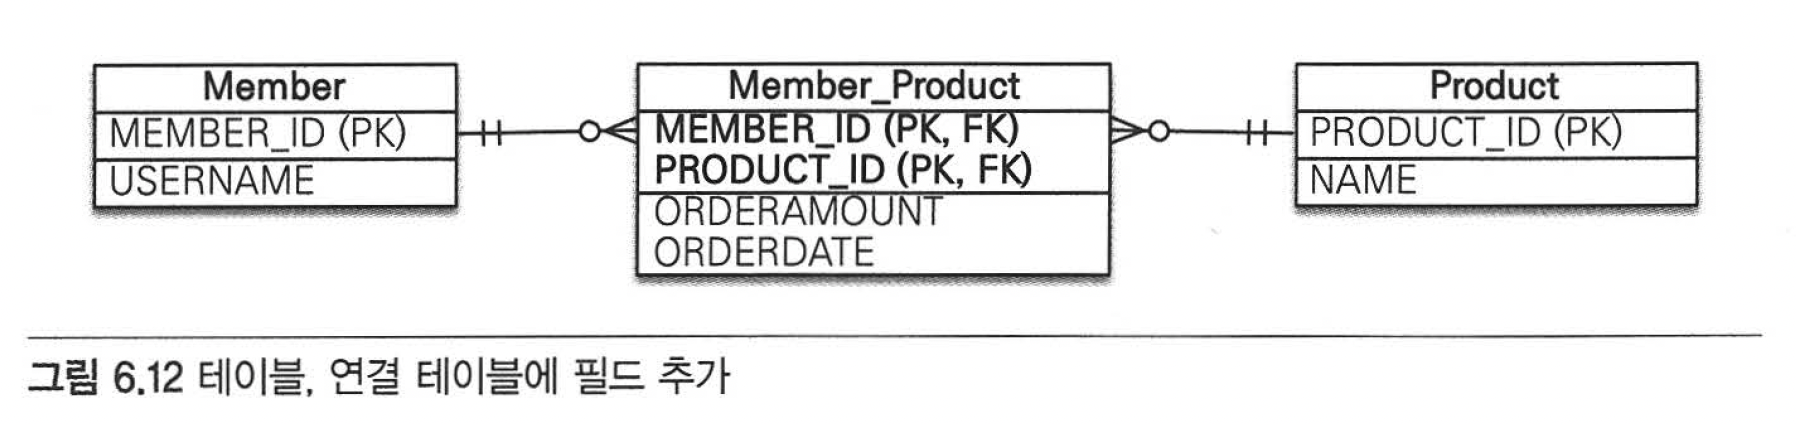 Member
MEMBER_ID (PK)
USERNAME
Member_Product
MEMBER_ID (PK, FK)
PRODUCT_ID (PK, FK)
ORDERAMOUNT
ORDERDATE
Product
PRODUCT_ID (PK)
NAME
그림 6.12 테이블, 연결 테이블에 필드 추가